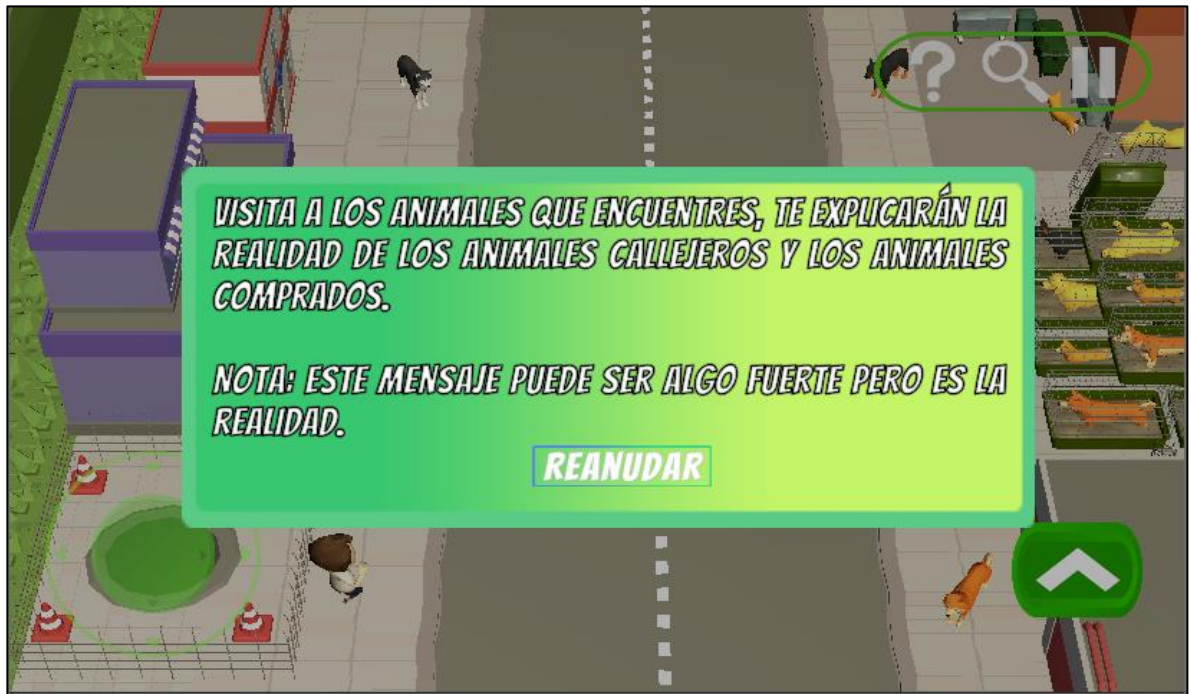 VISITA A LOS ANIMALES QUE ENCUENTRES, TE EXPLICARÁN LA
REALIDAD DE LOS ANIMALES CALLEJEROS Y LOS ANIMALES
COMPRADOS.
NOTA: ESTE MENSAJE PUEDE SER ALGO FUERTE PERO ES LA
REALIDAD.
REANUDAR